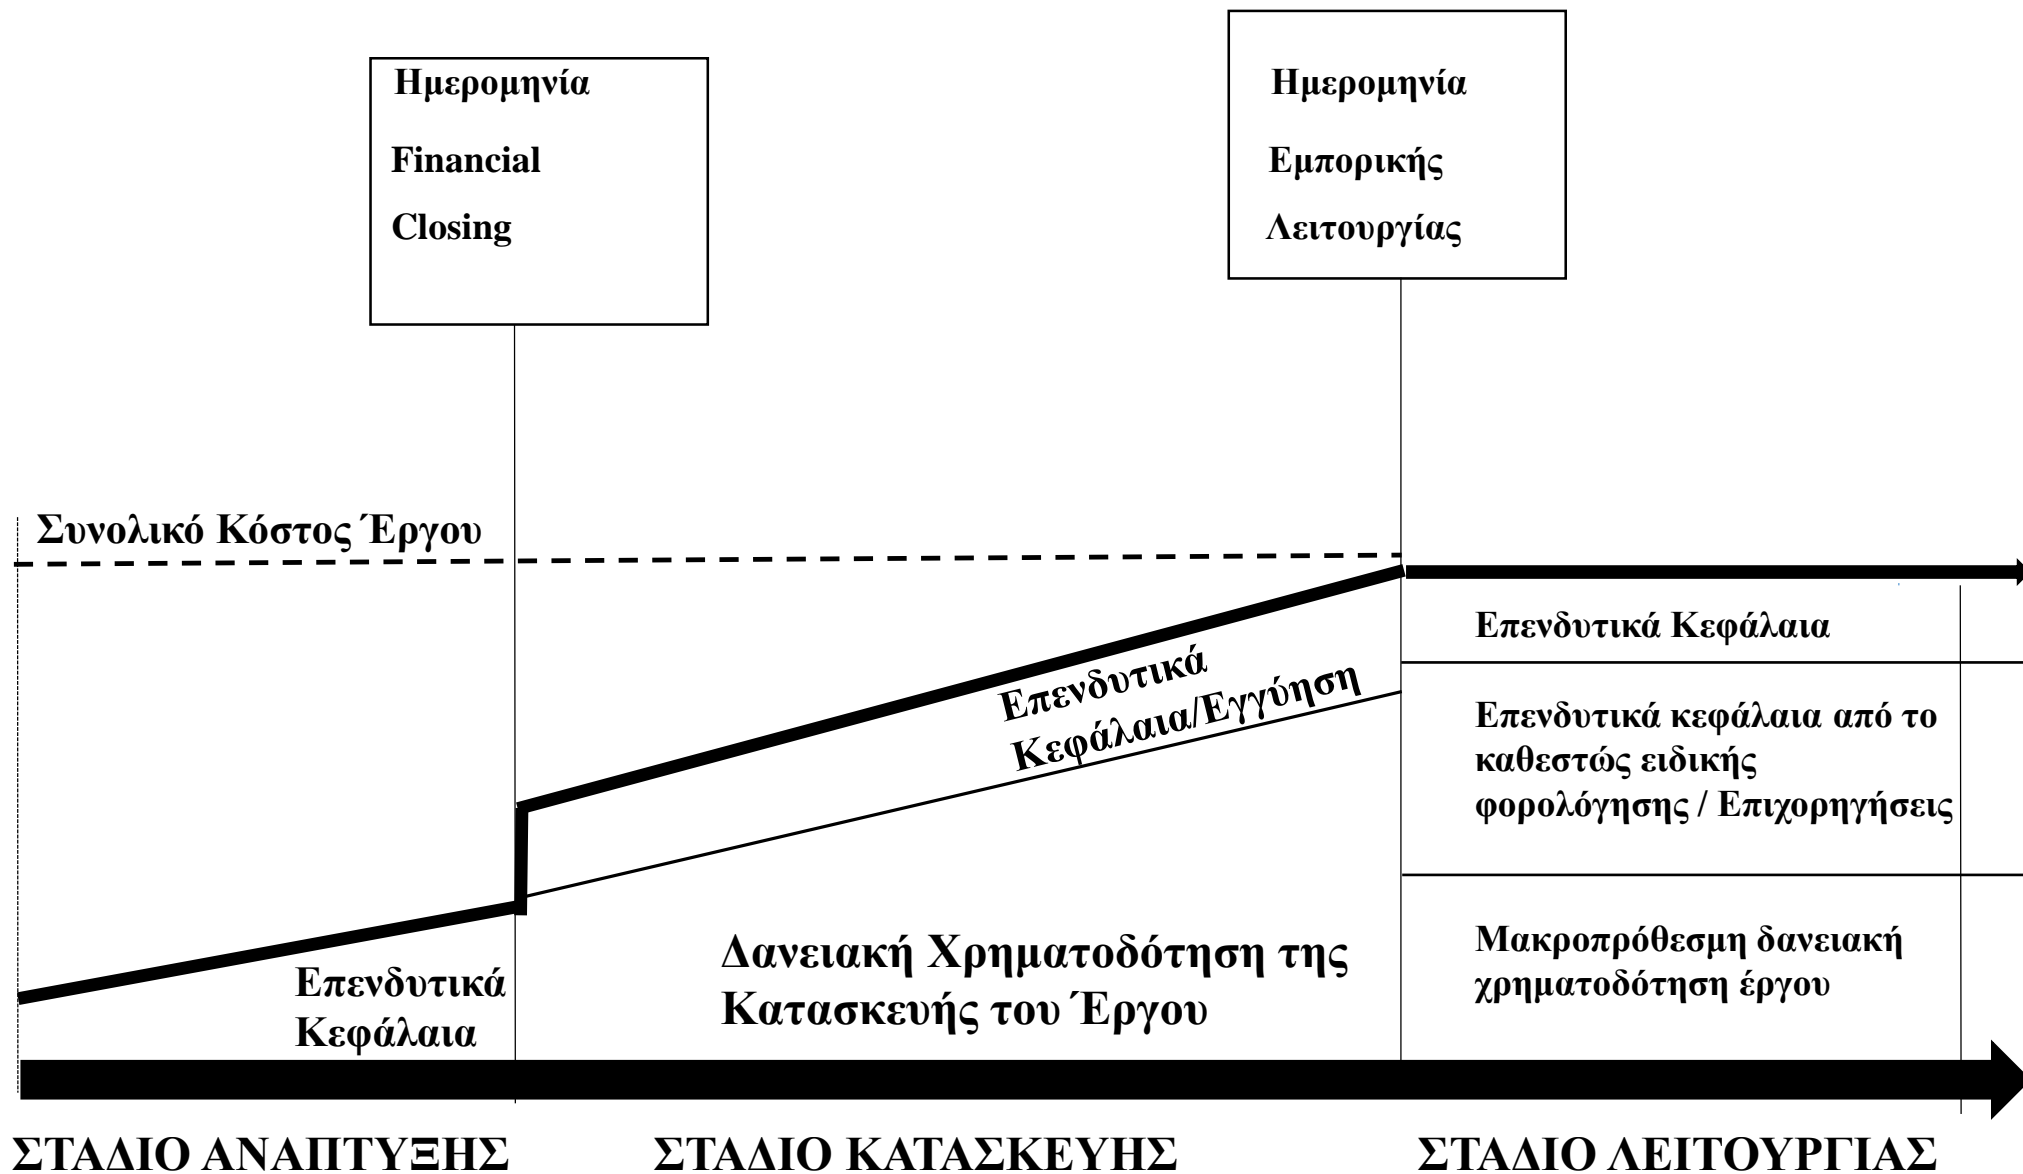 Ημερομηνία
Financial
Closing
Ημερομηνία
Εμπορικής
Λειτουργίας
Συνολικό Κόστος Έργου
Επενδυτικά
Κεφάλαια/Εγγύηση
Επενδυτικά Κεφάλαια
Επενδυτικά κεφάλαια από το
καθεστώς ειδικής
φορολόγησης / Επιχορηγήσεις
Επενδυτικά
Κεφάλαια
Δανειακή Χρηματοδότηση της
Κατασκευής του Έργου
Μακροπρόθεσμη δανειακή
χρηματοδότηση έργου
ΣΤΑΔΙΟ ΑΝΑΠΤΥΞΗΣ
ΣΤΑΔΙΟ ΚΑΤΑΣΚΕΥΗΣ
ΣΤΑΔΙΟ ΛΕΙΤΟΥΡΓΙΑΣ